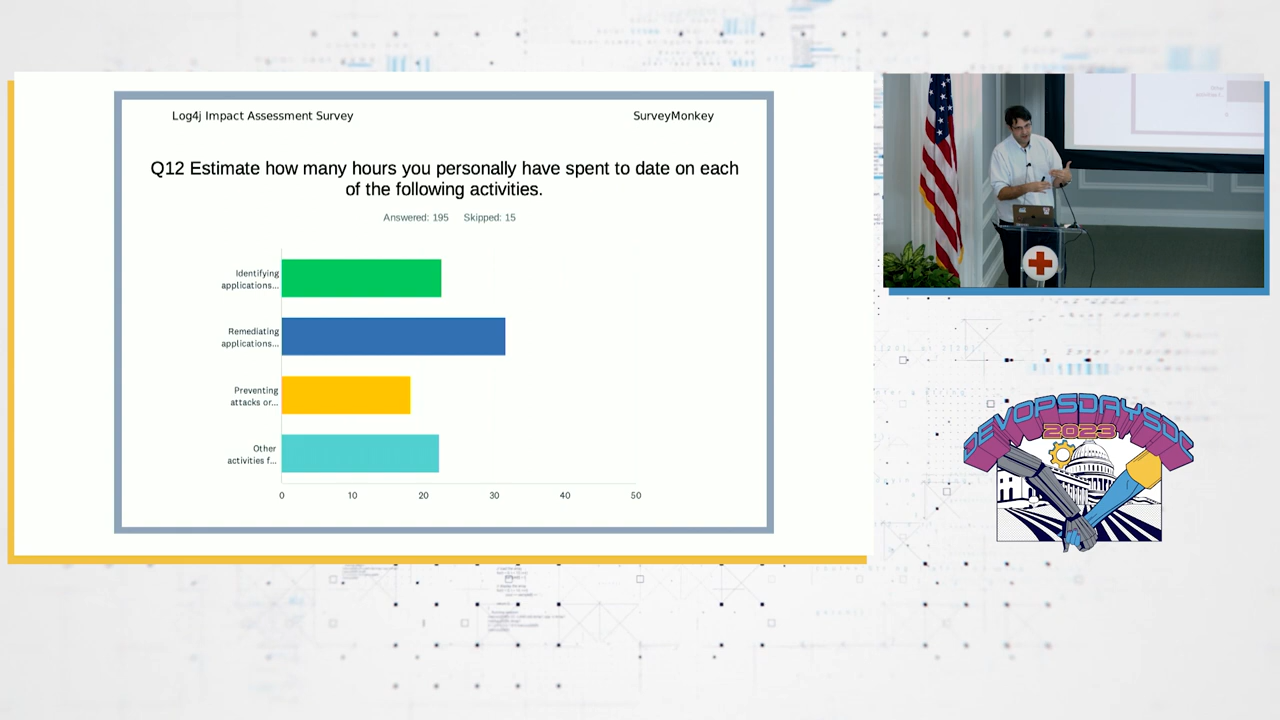 Log4j Impact Assessment Survey
SurveyMonkey
Q12 Estimate how many hours you personally have spent to date on each
of the following activities.
Answered: 195 Skipped: 15
Identifying
applications...
Remediating
applications...
Preventing
attacks or...
Other
activities f...
0 10 20 30 40 50
DEVOPSDAYSDC
2023